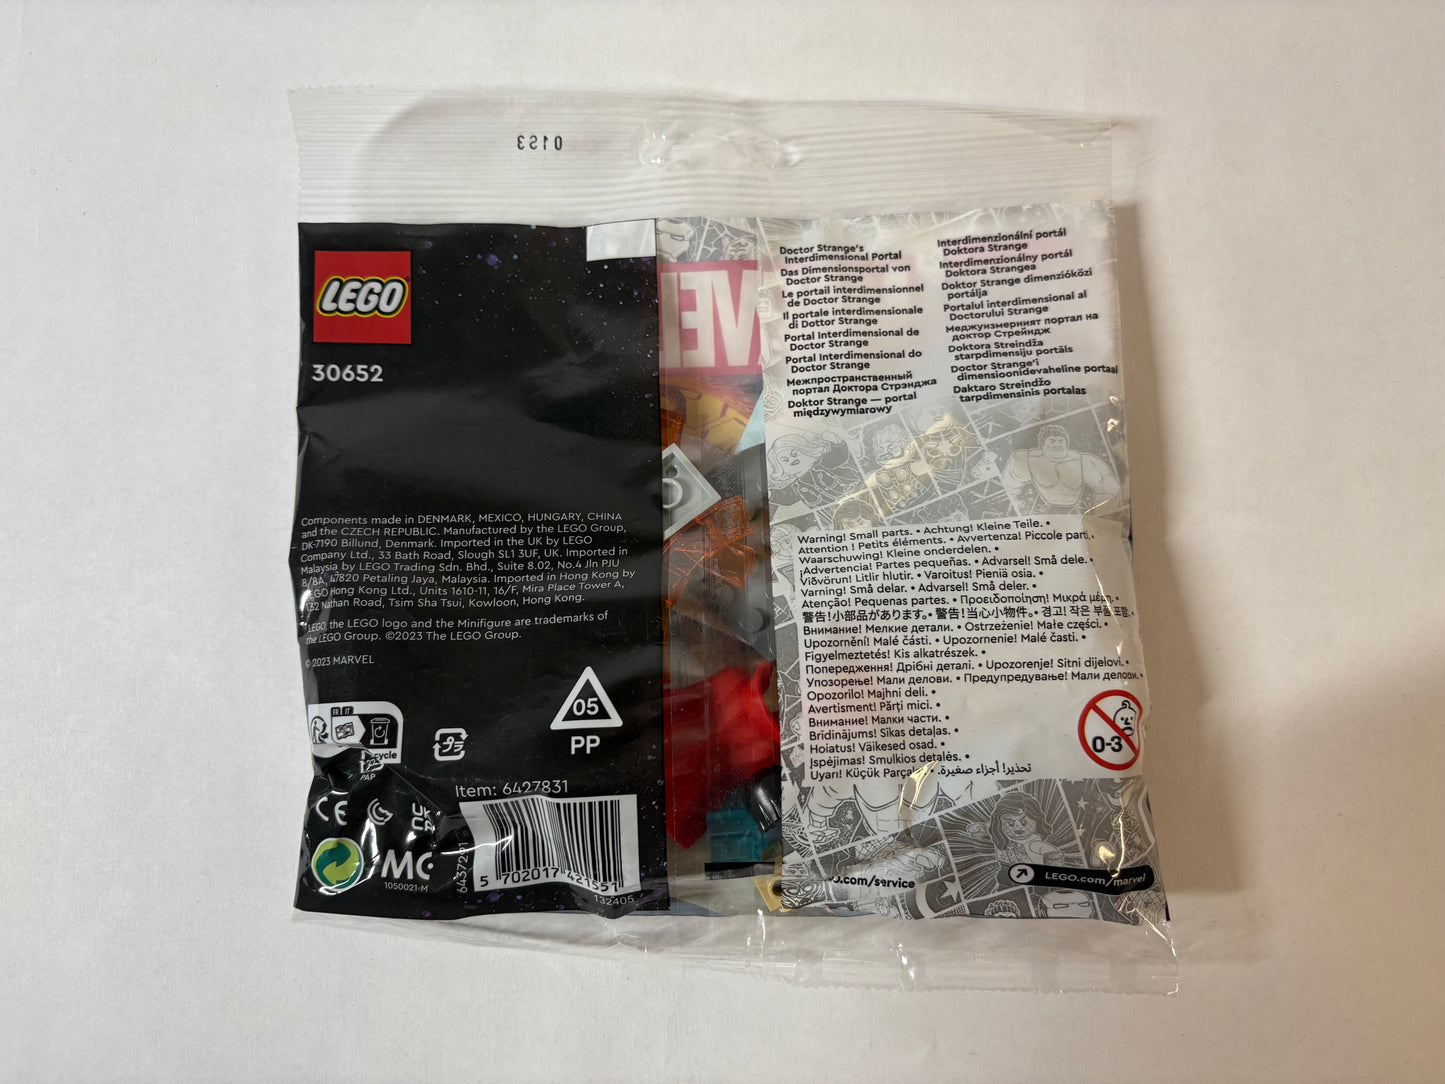 01S3
LEGO
30652
Components made in DENMARK, MEXICO, HUNGARY, CHINA
and the CZECH REPUBLIC. Manufactured by the LEGO Group,
DK-7190 Billund, Denmark. Imported in the UK by LEGO
Company Ltd., 33 Bath Road, Slough SL1 3UF, UK. Imported in
Malaysia by LEGO Trading Sdn. Bhd., Suite 8.02, No.4 Jln PJU
8/8A, 47820 Petaling Jaya, Malaysia. Imported in Hong Kong by
LEGO Hong Kong Ltd., Units 1610-11, 16/F, Mira Place Tower A,
132 Nathan Road, Tsim Sha Tsui, Kowloon, Hong Kong.
LEGO, the LEGO logo and the Minifigure are trademarks of
the LEGO Group. ©2023 The LEGO Group.
©2023 MARVEL
FR IT
PAP
プラ
05
PP
Item: 6427831
CE
UK
MC
1050021-M
6437291
5 702017 421551
132405
VE
Doctor Strange's
Interdimensional Portal
Das Dimensionsportal von
Doctor Strange
Le portail interdimensionnel
de Doctor Strange
Il portale interdimensionale
di Dottor Strange
Portal Interdimensional de
Doctor Strange
Portal Interdimensional do
Doctor Strange
Межпространственный
портал Доктора Стрэнджа
Doktor Strange — portal
międzywymiarowy
Interdimenzionální portál
Doktora Strange
Interdimenzionálny portál
Doktora Strangea
Doktor Strange dimenzióközi
portálja
Portalul interdimensional al
Doctorului Strange
Меджуизмерният портал на
доктор Стрейндж
Doktora Streindža
starpdimensiju portāls
Doctor Strange'i
dimensioonidevaheline portaal
Daktaro Streindžo
tarpdimensinis portalas
Warning! Small parts. • Achtung! Kleine Teile. •
Attention ! Petits éléments. • Avvertenza! Piccole parti. •
Waarschuwing! Kleine onderdelen. •
¡Advertencia! Partes pequeñas. • Advarsel! Små dele. •
Viðvörun! Litlir hlutir. • Varoitus! Pieniä osia. •
Varning! Små delar. • Advarsel! Små deler. •
Atenção! Pequenas partes. • Προειδοποίηση! Μικρά μέρη. •
警告!小部品があります。• 警告!当心小物件。• 경고! 작은 부품 포함. •
Внимание! Мелкие детали. • Ostrzeżenie! Małe części. •
Upozornění! Malé části. • Upozornenie! Malé časti. •
Figyelmeztetés! Kis alkatrészek. •
Попередження! Дрібні деталі. • Upozorenje! Sitni dijelovi. •
Упозорење! Мали делови. • Предупредување! Мали делови. •
Opozorilo! Majhni deli. •
Avertisment! Părți mici. •
Внимание! Малки части. •
Brīdinājums! Sīkas detaļas. •
Hoiatus! Väikesed osad. •
Įspėjimas! Smulkios detalės. •
Uyarı! Küçük Parçalar • تحذير! أجزاء صغيرة.
0-3
.com/service
LEGO.com/marvel